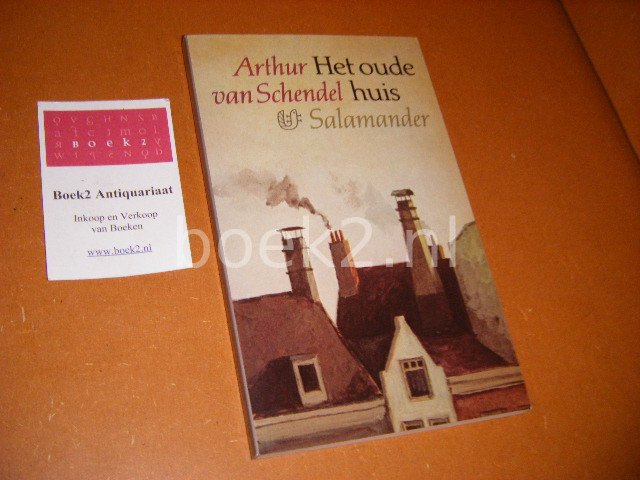 Arthur Het oude
van Schendel huis
Salamander
BOEK2
Boek2 Antiquariaat
Inkoop en Verkoop
van Boeken
www.boek2.nl
boek2.nl